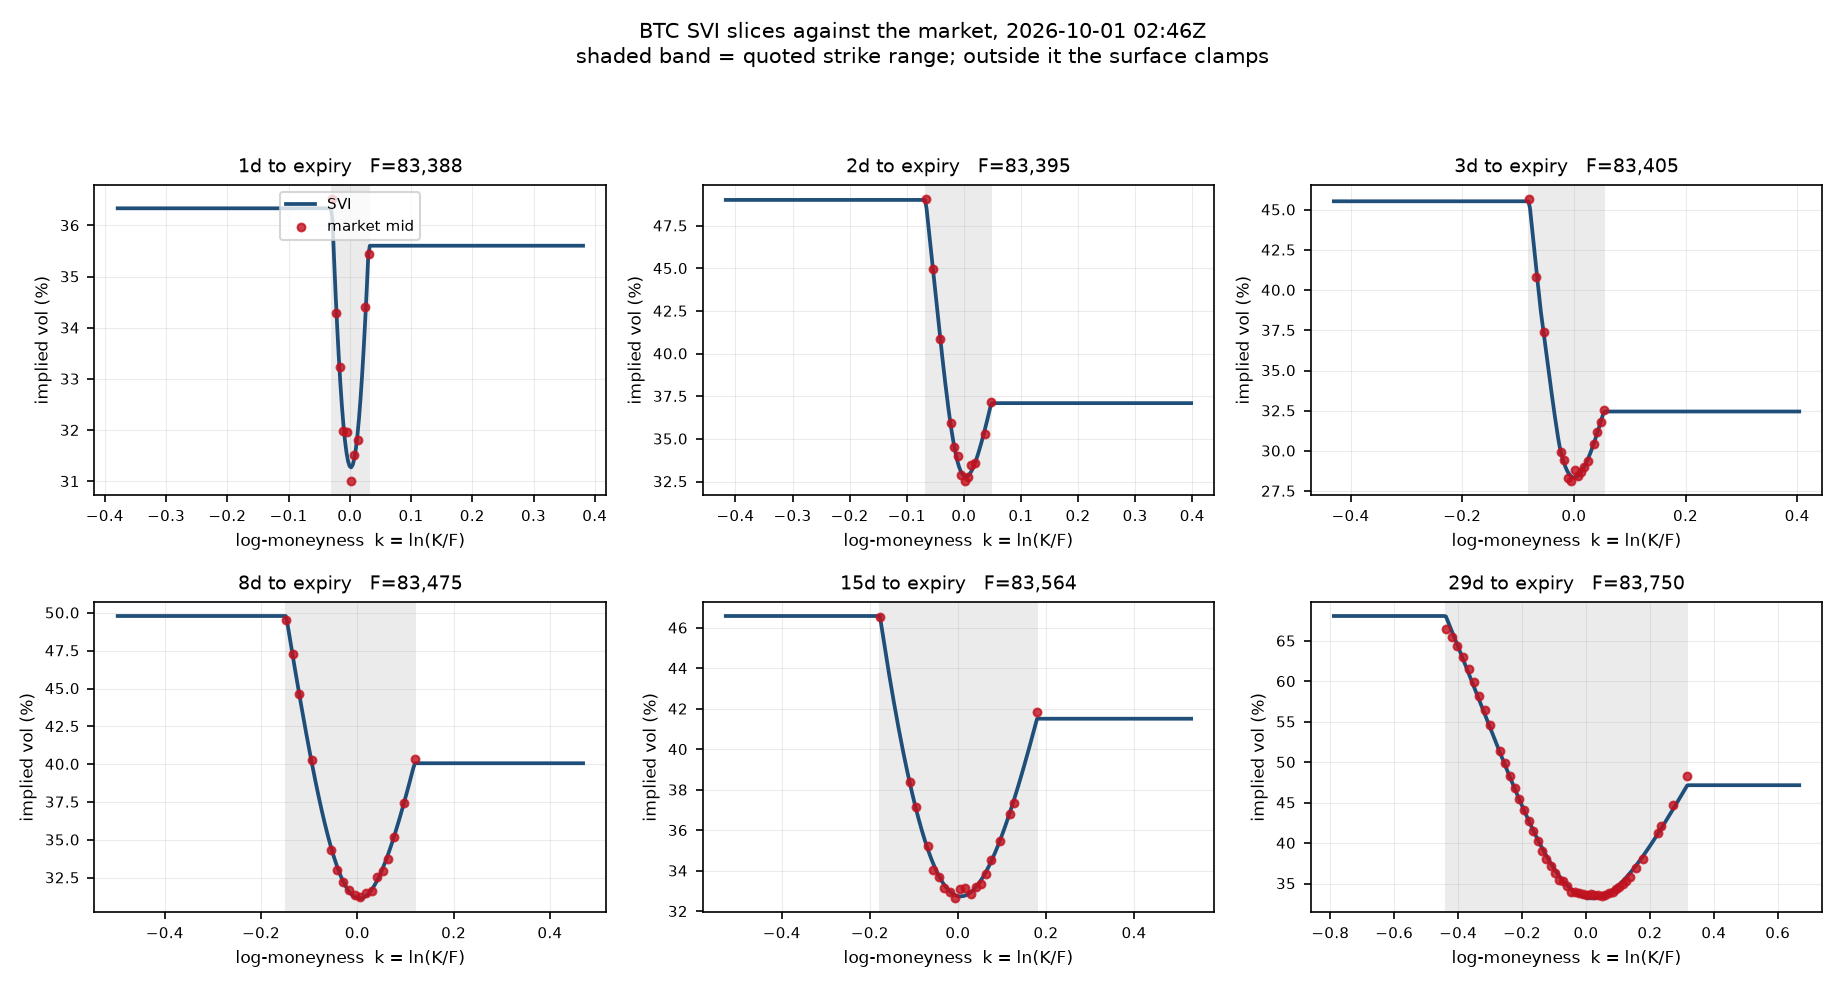 BTC SVI slices against the market, 2026-10-01 02:46Z
shaded band = quoted strike range; outside it the surface clamps
1d to expiry F=83,388
implied vol (%)
36
35
34
33
32
31
SVI
market mid
−0.4 −0.3 −0.2 −0.1 0.0 0.1 0.2 0.3 0.4
log-moneyness k = ln(K/F)
2d to expiry F=83,395
implied vol (%)
47.5
45.0
42.5
40.0
37.5
35.0
32.5
−0.4 −0.3 −0.2 −0.1 0.0 0.1 0.2 0.3 0.4
log-moneyness k = ln(K/F)
3d to expiry F=83,405
implied vol (%)
45.0
42.5
40.0
37.5
35.0
32.5
30.0
27.5
−0.4 −0.2 0.0 0.2 0.4
log-moneyness k = ln(K/F)
8d to expiry F=83,475
implied vol (%)
50.0
47.5
45.0
42.5
40.0
37.5
35.0
32.5
−0.4 −0.2 0.0 0.2 0.4
log-moneyness k = ln(K/F)
15d to expiry F=83,564
implied vol (%)
46
44
42
40
38
36
34
32
−0.4 −0.2 0.0 0.2 0.4
log-moneyness k = ln(K/F)
29d to expiry F=83,750
implied vol (%)
65
60
55
50
45
40
35
−0.8 −0.6 −0.4 −0.2 0.0 0.2 0.4 0.6
log-moneyness k = ln(K/F)